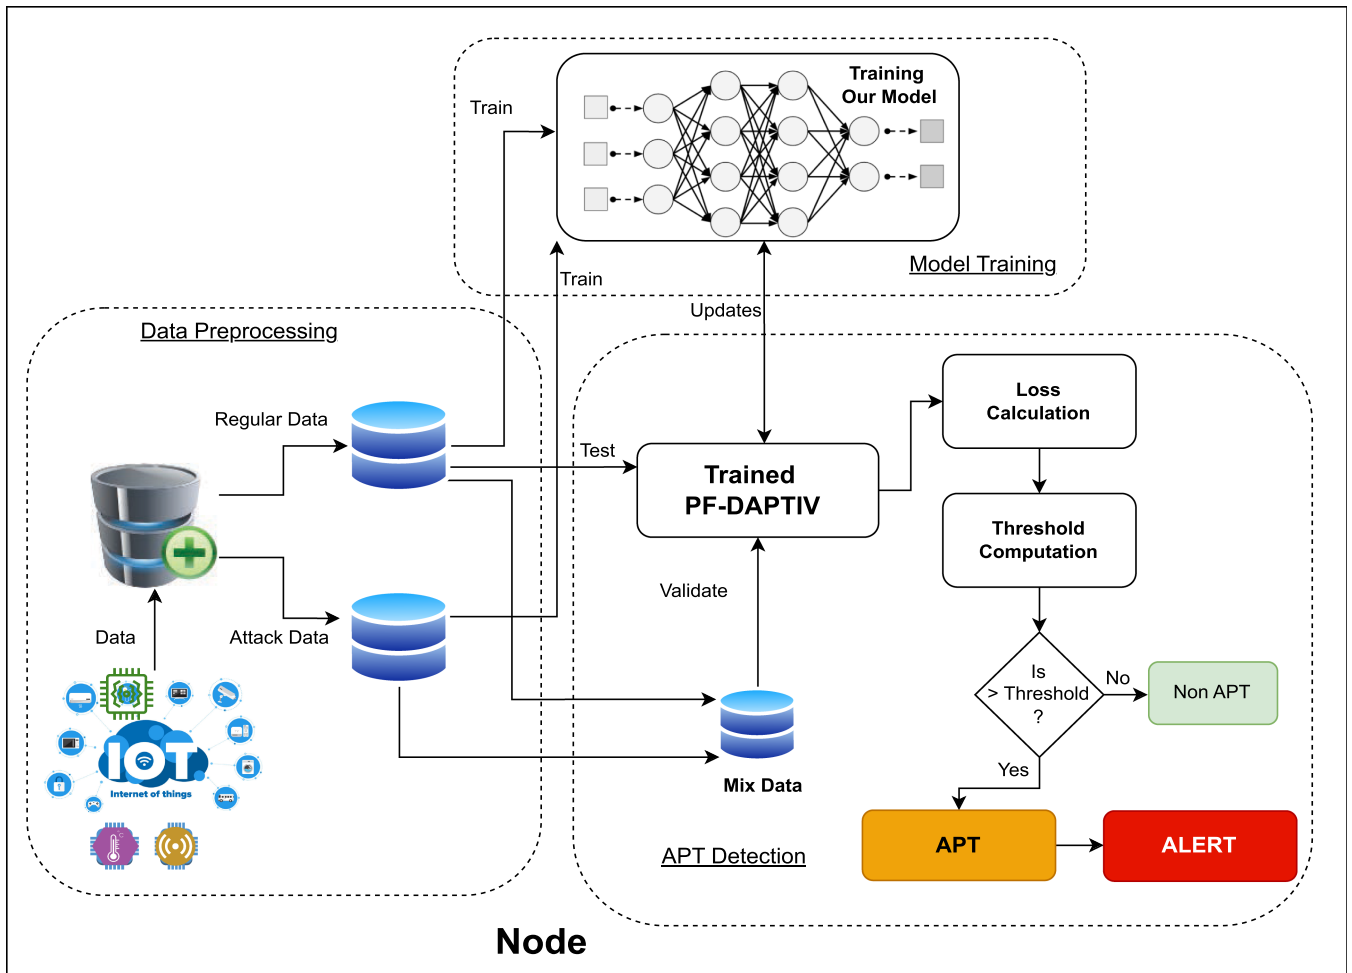 Training
Our Model
Train
Model Training
Train
Updates
Data Preprocessing
Regular Data
Attack Data
Data
IOT
Internet of things
Test
Trained
PF-DAPTIV
Validate
Mix Data
APT Detection
Loss
Calculation
Threshold
Computation
Is
> Threshold
?
No
Non APT
Yes
APT
ALERT
Node